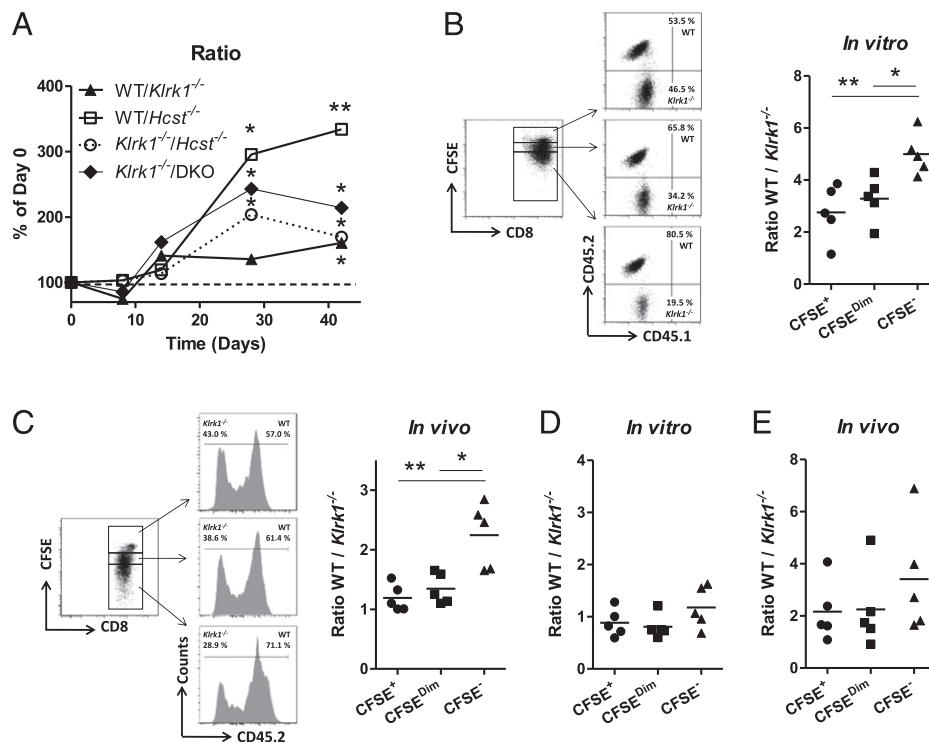 A
Ratio
400
300
200
100
% of Day 0
WT/Klrk1-/-
WT/Hcst-/-
Klrk1-/-/Hcst-/-
Klrk1-/-/DKO
*
**
*
*
*
*
*
0 10 20 30 40
Time (Days)
B
CFSE
CD8
53.5 %
WT
46.5 %
Klrk1-/-
65.8 %
WT
34.2 %
Klrk1-/-
80.5 %
WT
19.5 %
Klrk1-/-
CD45.2
CD45.1
In vitro
** *
8
6
4
2
0
Ratio WT / Klrk1-/-
CFSE+ CFSEDim CFSE-
C
CFSE
CD8
Klrk1-/- WT
43.0 % 57.0 %
Klrk1-/- WT
38.6 % 61.4 %
Klrk1-/- WT
28.9 % 71.1 %
Counts
CD45.2
In vivo
** *
3
2
1
0
Ratio WT / Klrk1-/-
CFSE+ CFSEDim CFSE-
D
In vitro
4
3
2
1
0
Ratio WT / Klrk1-/-
CFSE+ CFSEDim CFSE-
E
In vivo
8
6
4
2
0
Ratio WT / Klrk1-/-
CFSE+ CFSEDim CFSE-